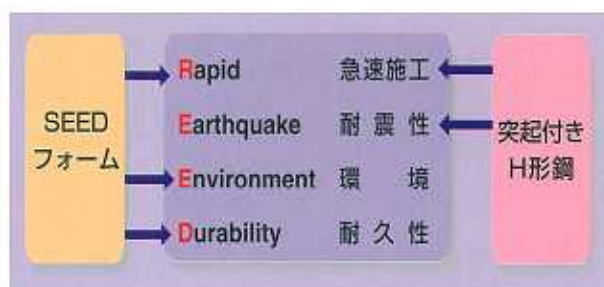 SEED
フォーム
Rapid 急速施工
Earthquake 耐震性
Environment 環境
Durability 耐久性
突起付き
H形鋼